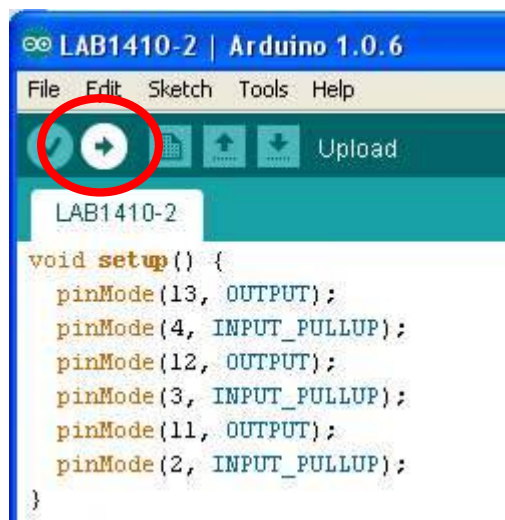 LAB1410-2 | Arduino 1.0.6
File Edit Sketch Tools Help
Upload
LAB1410-2
void setup() {
pinMode(13, OUTPUT);
pinMode(4, INPUT_PULLUP);
pinMode(12, OUTPUT);
pinMode(3, INPUT_PULLUP);
pinMode(11, OUTPUT);
pinMode(2, INPUT_PULLUP);
}